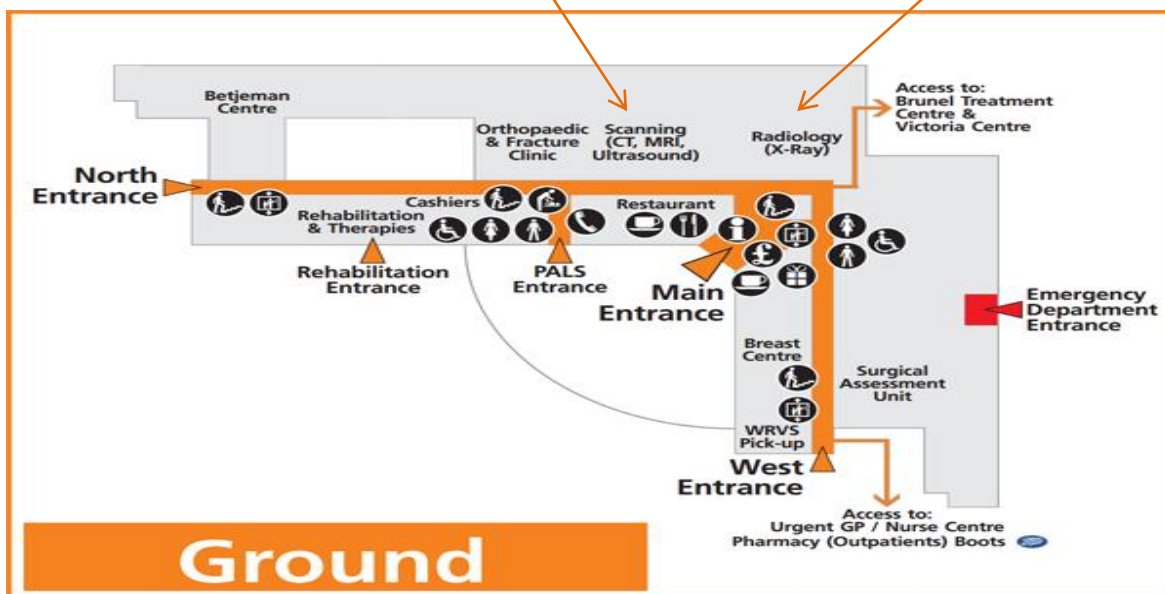 Betjeman
Centre
Orthopaedic
& Fracture
Clinic
Scanning
(CT, MRI,
Ultrasound)
Radiology
(X-Ray)
Access to:
Brunel Treatment
Centre &
Victoria Centre
North
Entrance
Cashiers
Restaurant
Rehabilitation
& Therapies
Rehabilitation
Entrance
PALS
Entrance
i
£
Main
Entrance
Emergency
Department
Entrance
Breast
Centre
Surgical
Assessment
Unit
WRVS
Pick-up
West
Entrance
Access to:
Urgent GP / Nurse Centre
Pharmacy (Outpatients) Boots
Ground